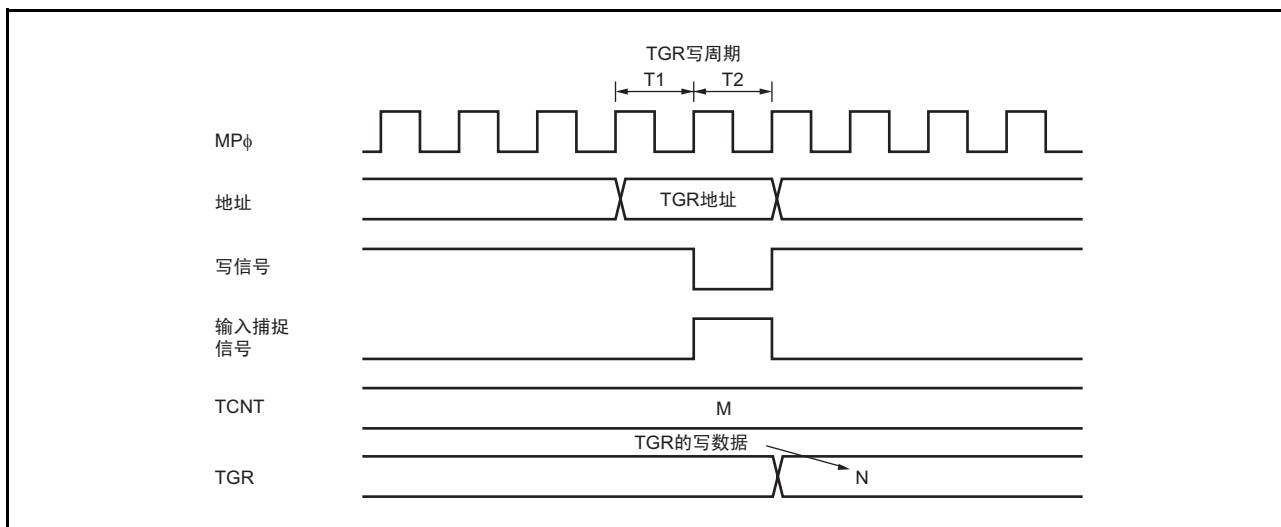 TGR写周期
T1
T2
MPϕ
地址
TGR地址
写信号
输入捕捉
信号
TCNT
M
TGR的写数据
TGR
N